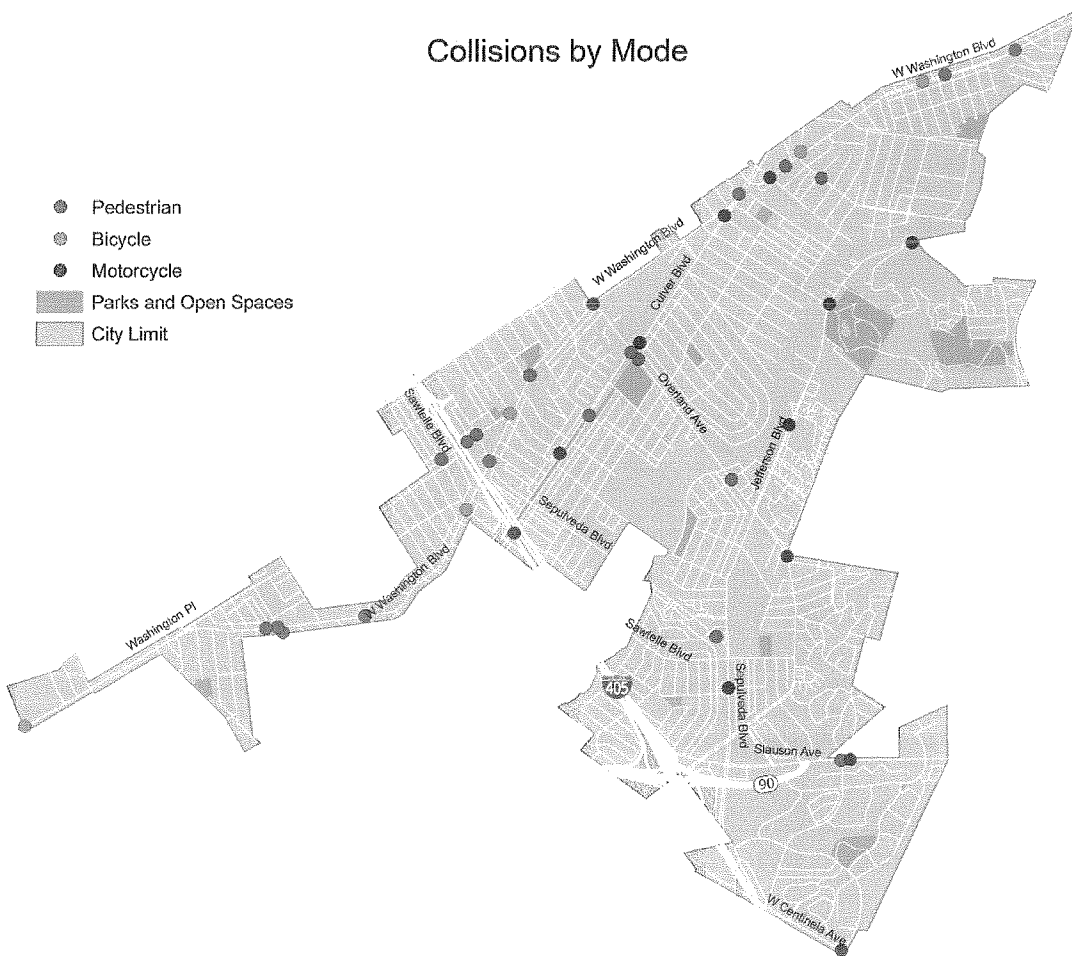 Collisions by Mode
Pedestrian
Bicycle
Motorcycle
Parks and Open Spaces
City Limit
W Washington Blvd
W Washington Blvd
Culver Blvd
Overland Ave
Sawtelle Blvd
Jefferson Blvd
Sepulveda Blvd
W Washington Blvd
Washington Pl
Sawtelle Blvd
405
Sepulveda Blvd
Slauson Ave
90
W Centinela Ave